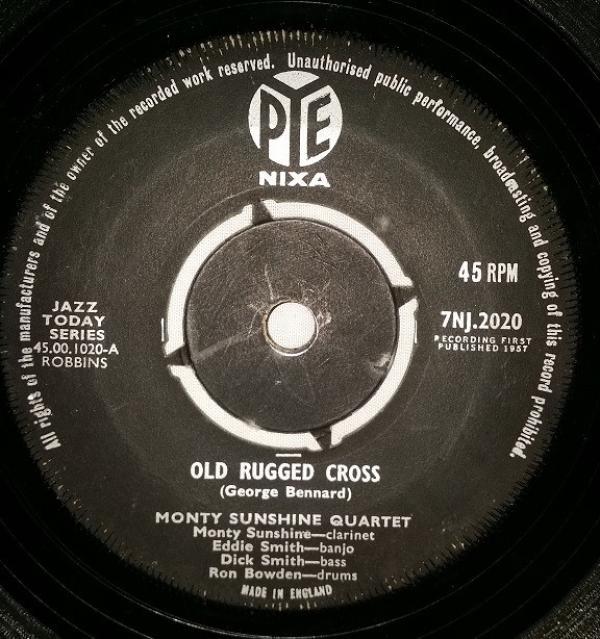 All rights of the manufacturers and of the owner of the recorded work reserved. Unauthorised public performance, broadcasting and copying of this record prohibited.
PYE
NIXA
45 RPM
7NJ.2020
RECORDING FIRST
PUBLISHED 1957
JAZZ
TODAY
SERIES
45.00.1020-A
ROBBINS
OLD RUGGED CROSS
(George Bennard)
MONTY SUNSHINE QUARTET
Monty Sunshine—clarinet
Eddie Smith—banjo
Dick Smith—bass
Ron Bowden—drums
MADE IN ENGLAND